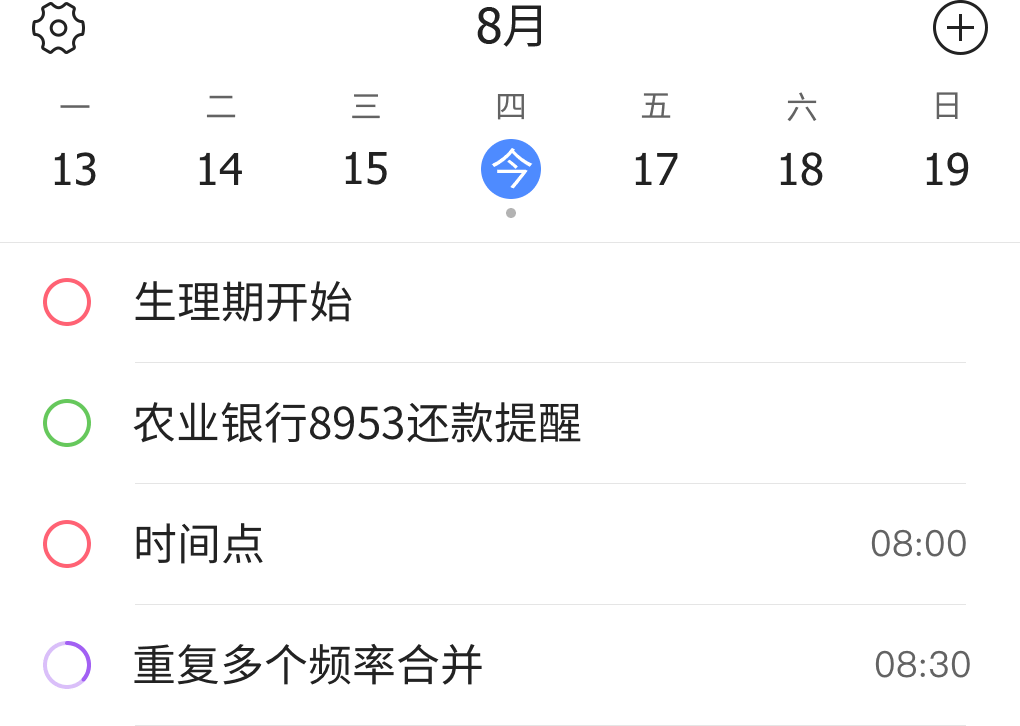 8月
一 二 三 四 五 六 日
13 14 15 今 17 18 19
生理期开始
农业银行8953还款提醒
时间点 08:00
重复多个频率合并 08:30